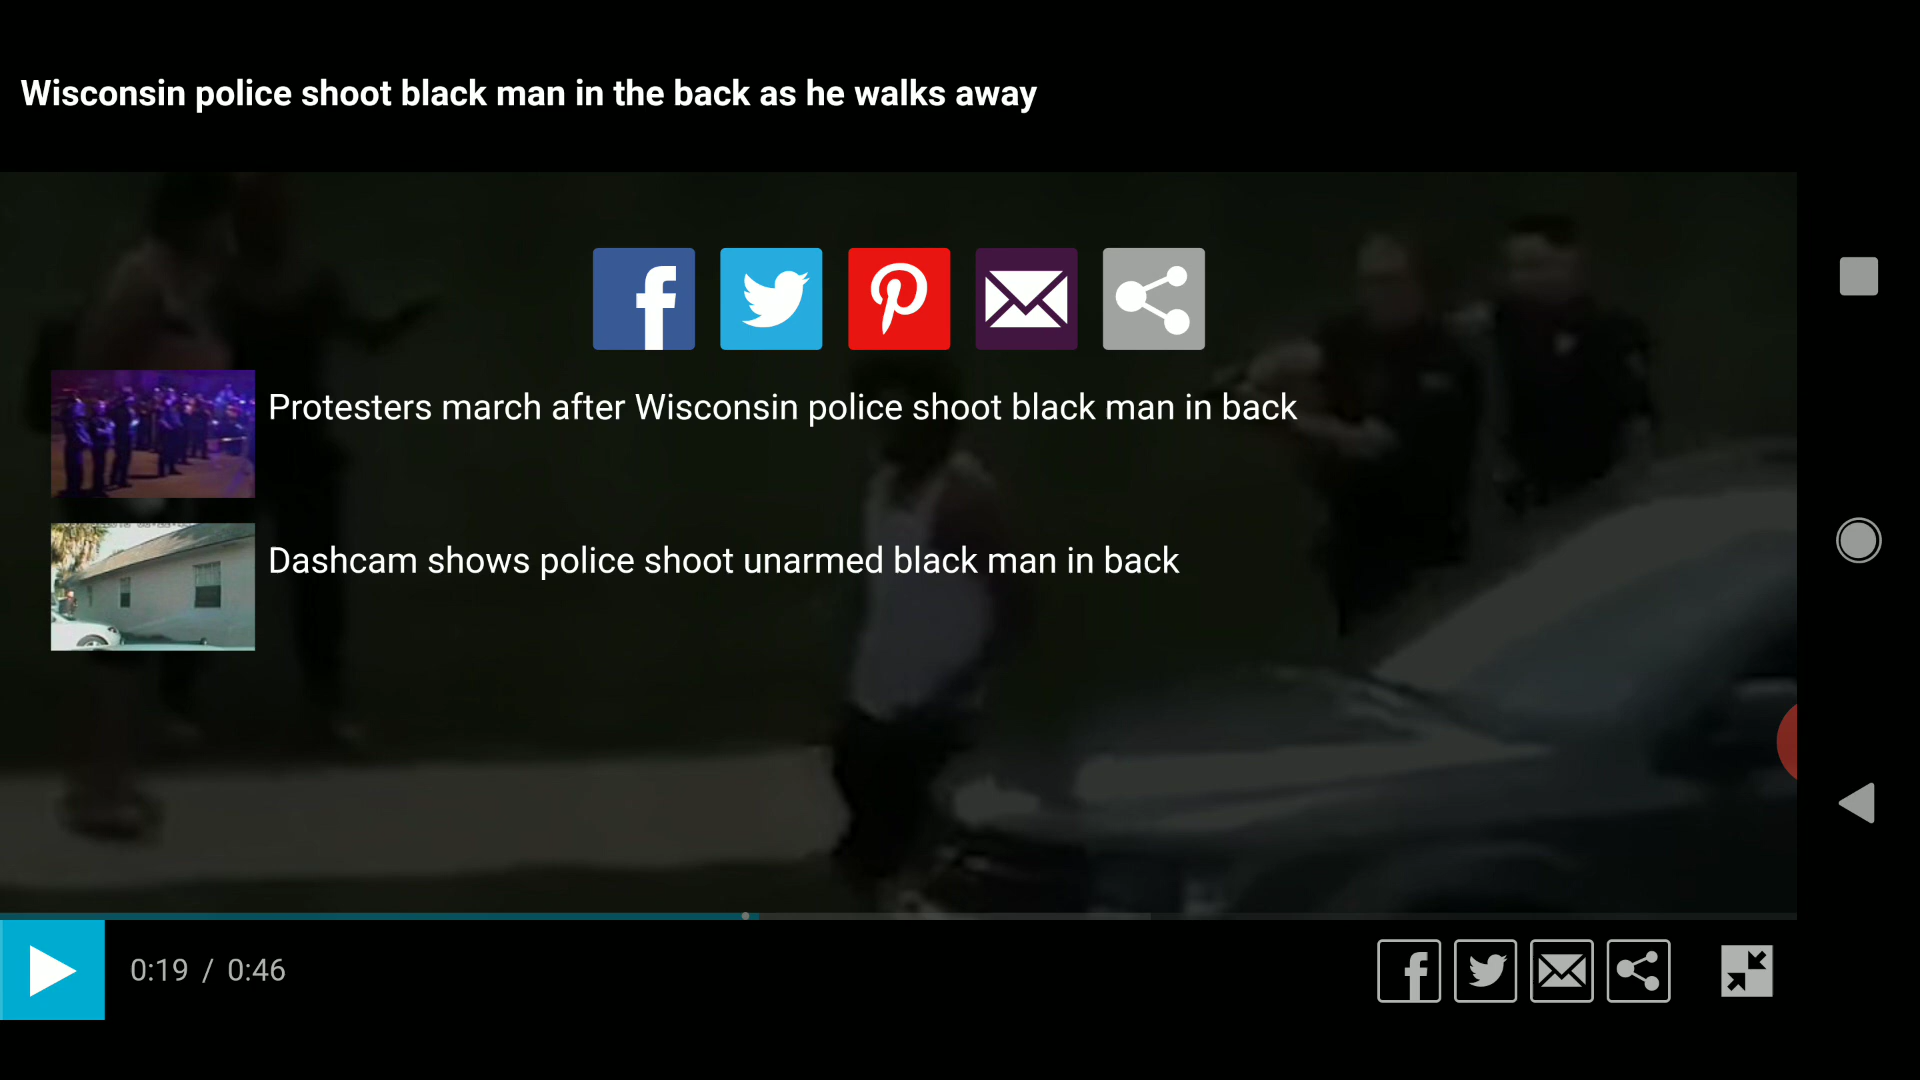 Wisconsin police shoot black man in the back as he walks away
Protesters march after Wisconsin police shoot black man in back
Dashcam shows police shoot unarmed black man in back
0:19 / 0:46